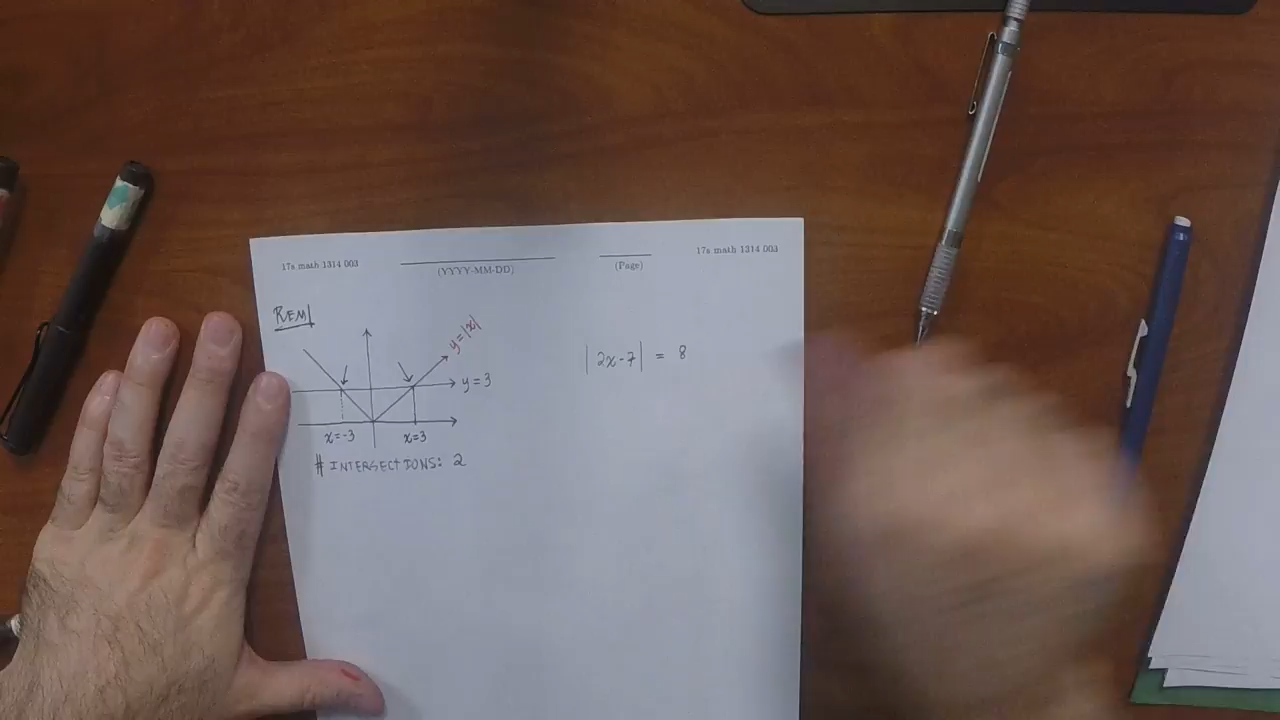 17s math 1314 003
(YYYY-MM-DD)
(Page)
17s math 1314 003
REM
y=|x|
y=3
x=-3
x=3
# INTERSECTIONS: 2
|2x-7| = 8